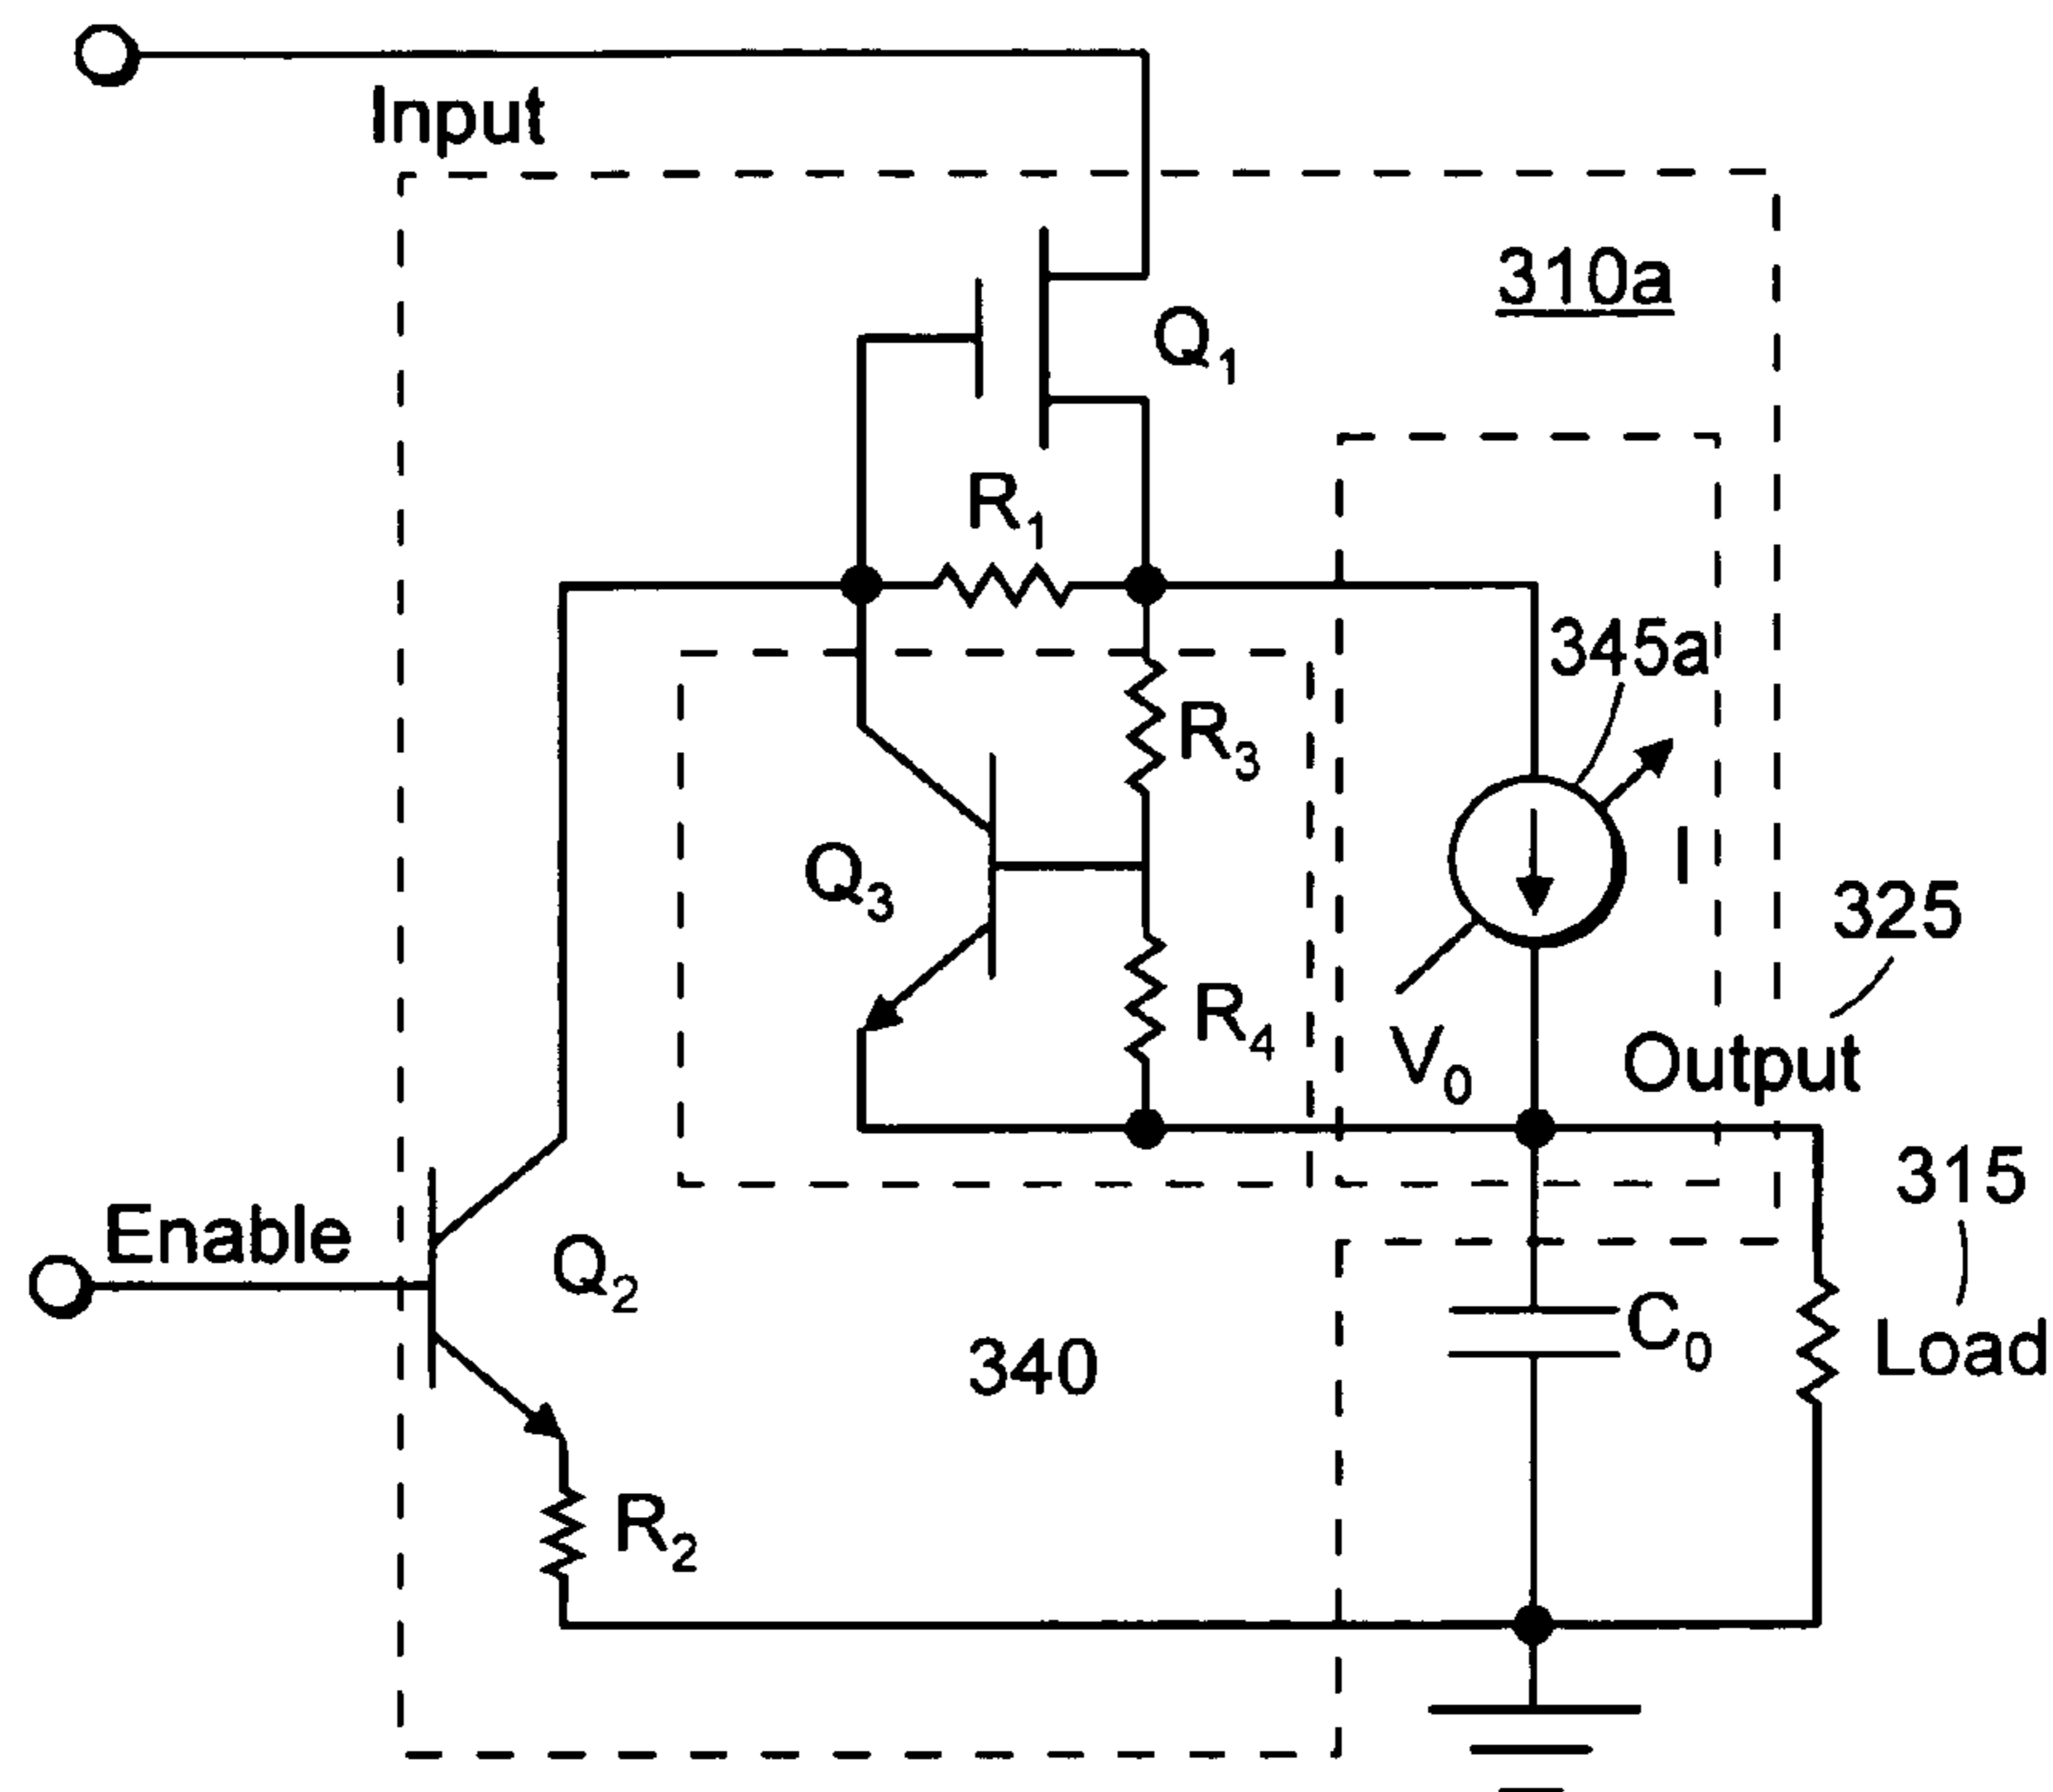 Input
310a
Q1
R1
345a
R3
Q3
I
325
R4
V0
Output
315
Enable
Q2
340
C0
Load
R2